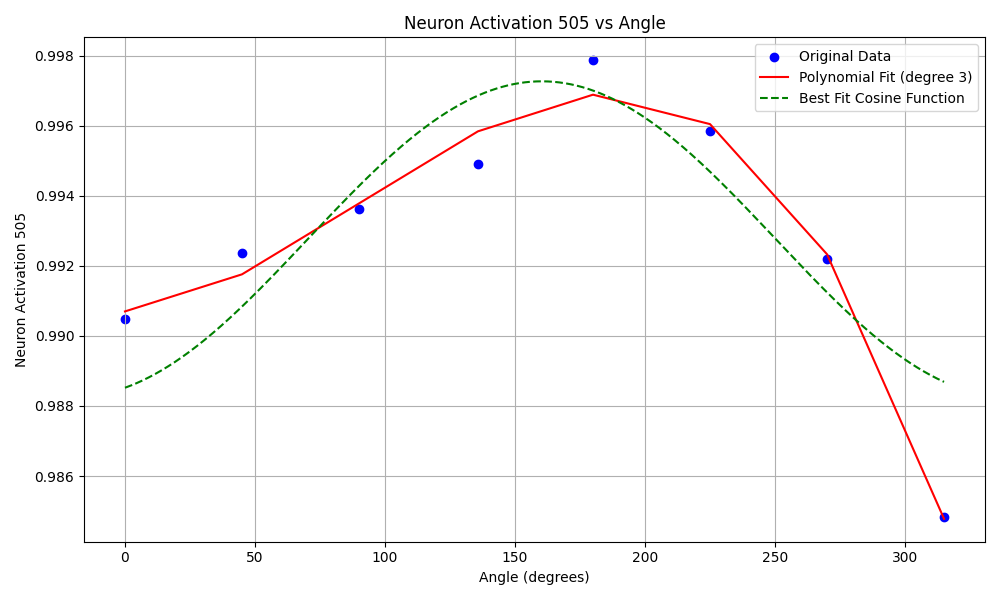 Neuron Activation 505 vs Angle
Original Data
Polynomial Fit (degree 3)
Best Fit Cosine Function
Neuron Activation 505
0.998
0.996
0.994
0.992
0.990
0.988
0.986
0
50
100
150
200
250
300
Angle (degrees)